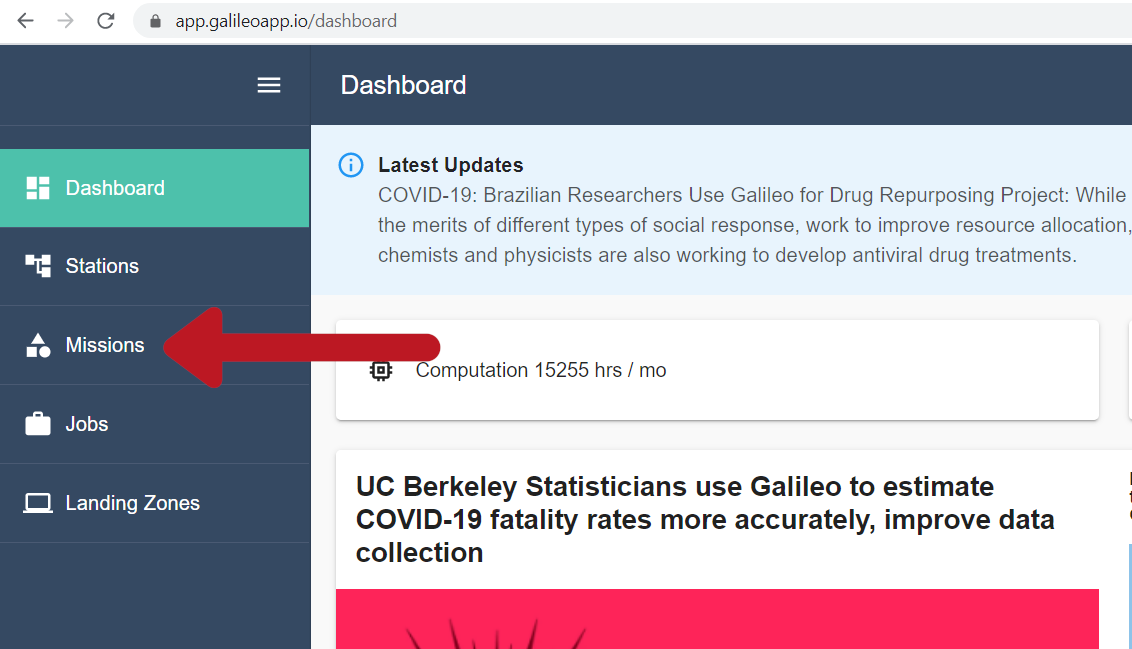 app.galileoapp.io/dashboard
Dashboard
Dashboard
Stations
Missions
Jobs
Landing Zones
Latest Updates
COVID-19: Brazilian Researchers Use Galileo for Drug Repurposing Project: While
the merits of different types of social response, work to improve resource allocation,
chemists and physicists are also working to develop antiviral drug treatments.
Computation 15255 hrs / mo
UC Berkeley Statisticians use Galileo to estimate
COVID-19 fatality rates more accurately, improve data
collection